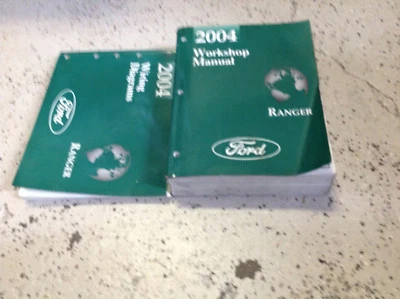 2004
Wiring
Diagrams
Ford
RANGER
2004
Workshop
Manual
RANGER
Ford